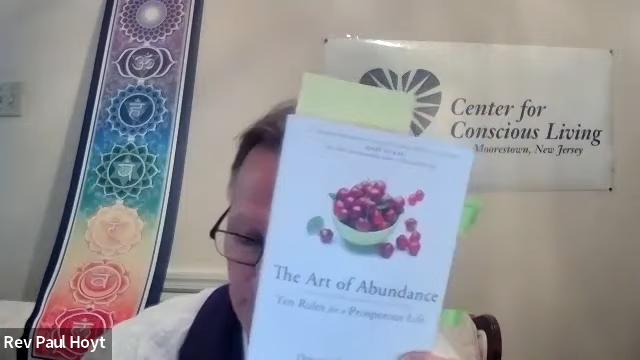 Center for
Conscious Living
Moorestown, New Jersey
The Art of Abundance
Ten Rules for a Prosperous Life
Rev Paul Hoyt